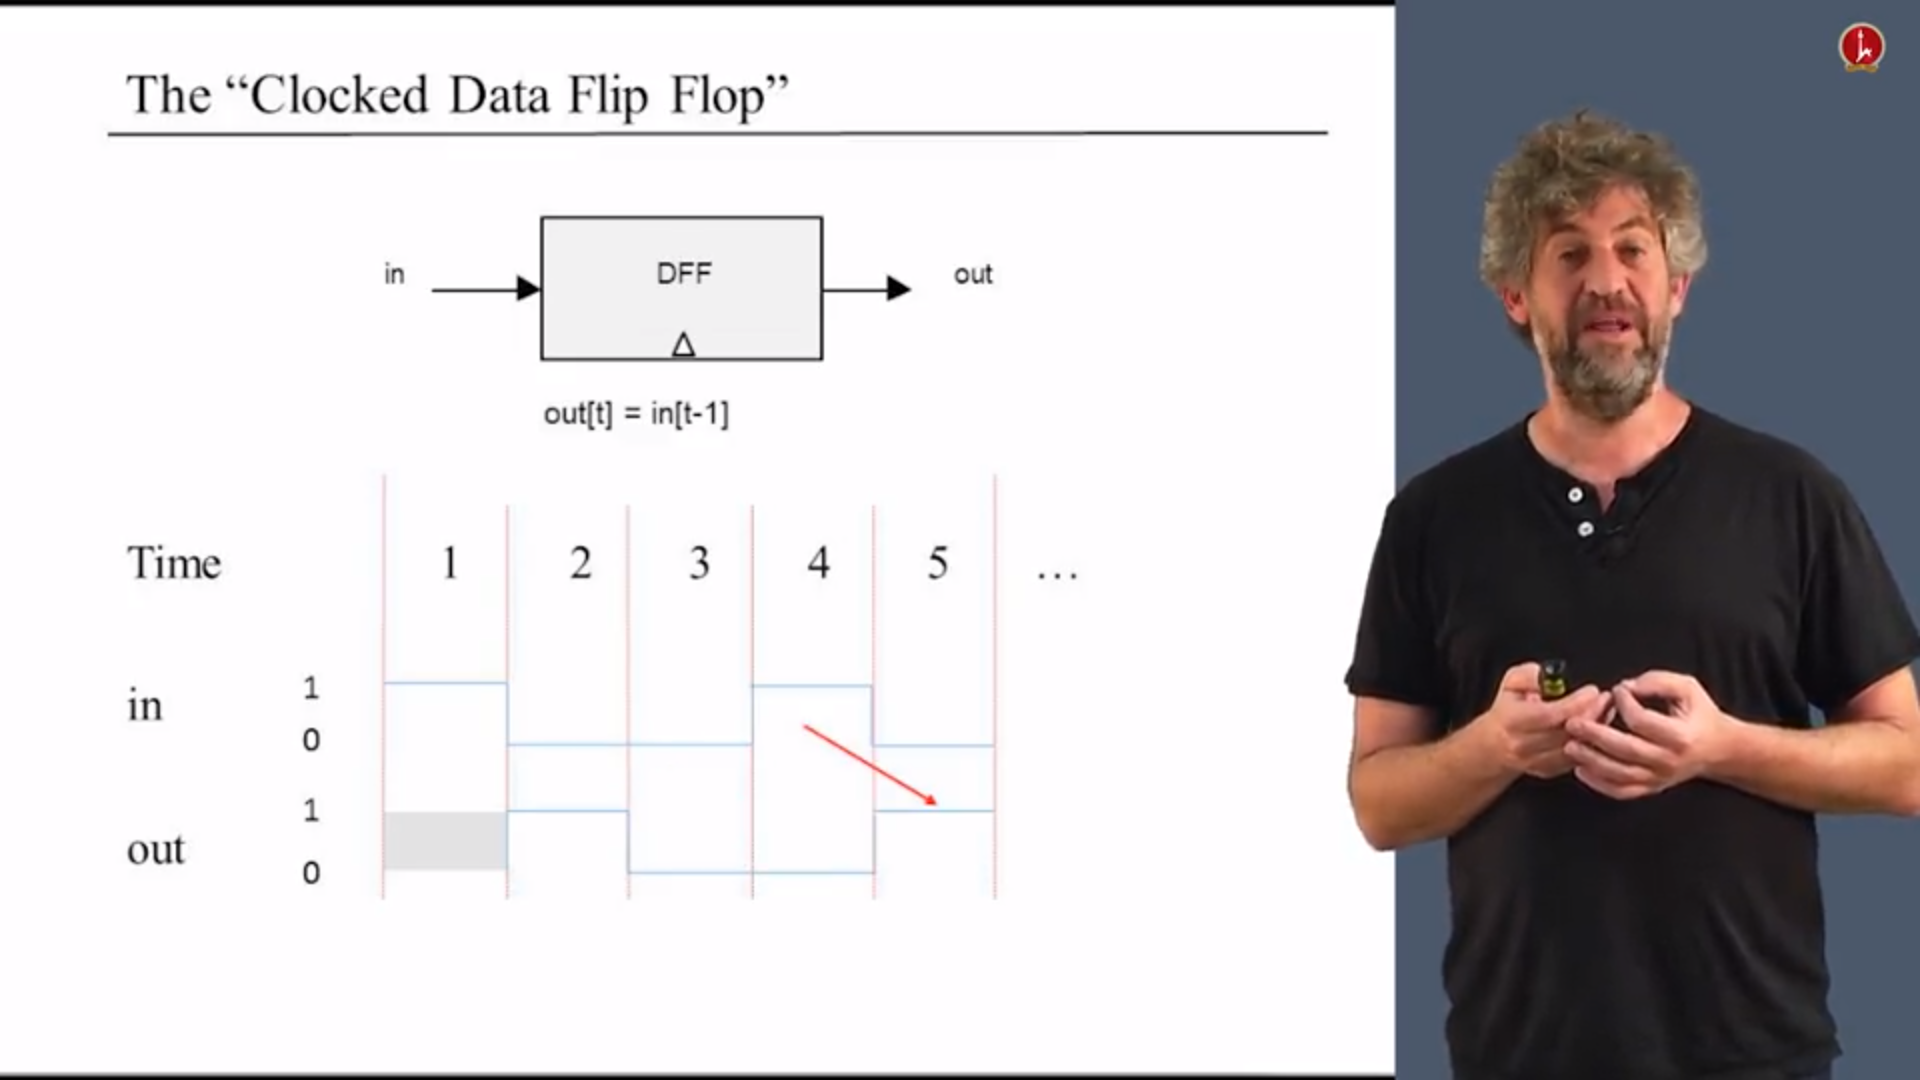 The “Clocked Data Flip Flop”
in
DFF
out
Δ
out[t] = in[t-1]
Time 1 2 3 4 5 ...
in 1
0
out 1
0